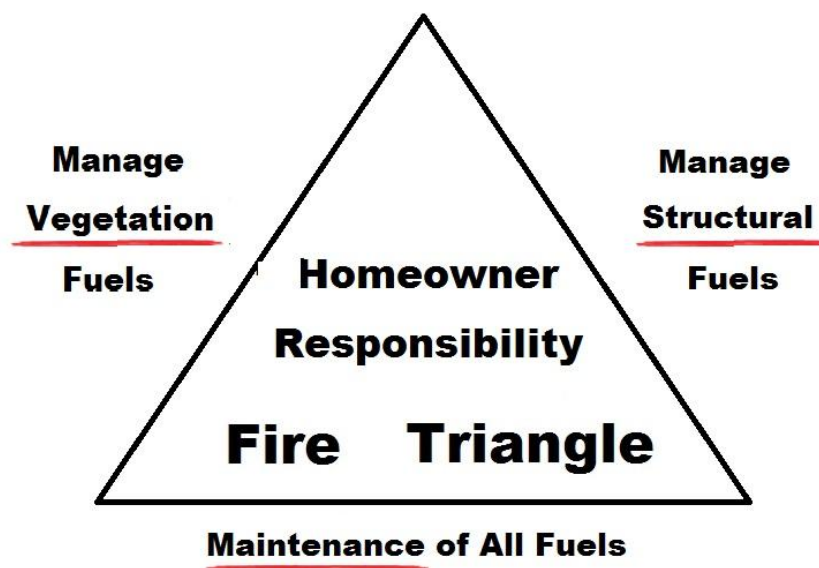 Manage
Vegetation
Fuels
Manage
Structural
Fuels
Homeowner
Responsibility
Fire Triangle
Maintenance of All Fuels